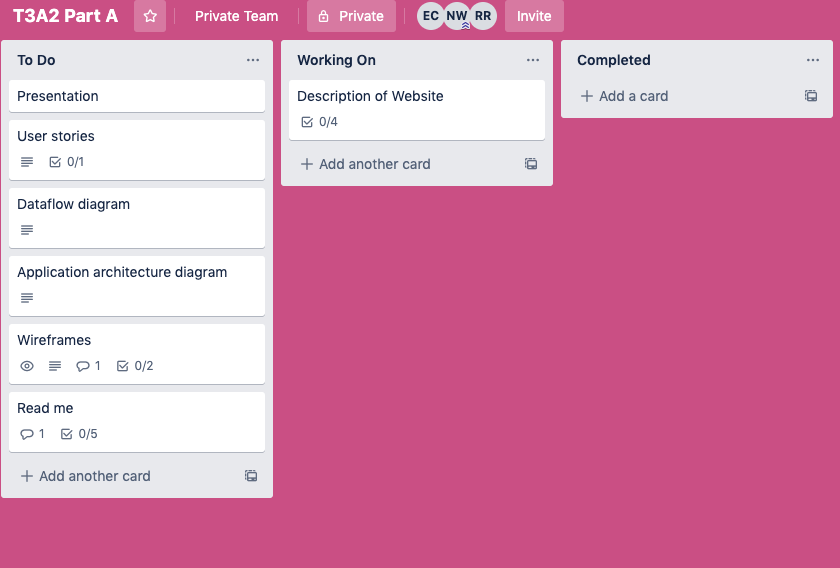 T3A2 Part A
Private Team
Private
EC NW RR
Invite
To Do
Presentation
User stories
0/1
Dataflow diagram
Application architecture diagram
Wireframes
1 0/2
Read me
1 0/5
Add another card
Working On
Description of Website
0/4
Add another card
Completed
Add a card